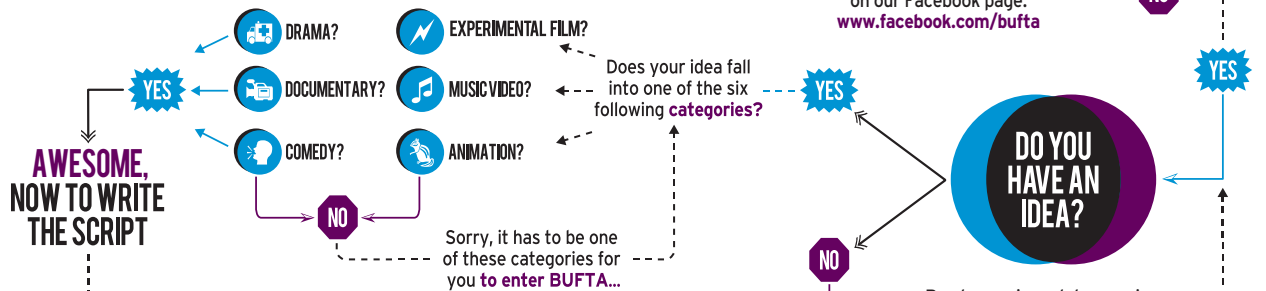 on our Facebook page.
www.facebook.com/bufta
NO
YES
DO YOU
HAVE AN
IDEA?
YES
NO
Does your idea fall
into one of the six
following categories?
EXPERIMENTAL FILM?
MUSIC VIDEO?
ANIMATION?
DRAMA?
DOCUMENTARY?
COMEDY?
NO
Sorry, it has to be one
of these categories for
you to enter BUFTA...
YES
AWESOME,
NOW TO WRITE
THE SCRIPT